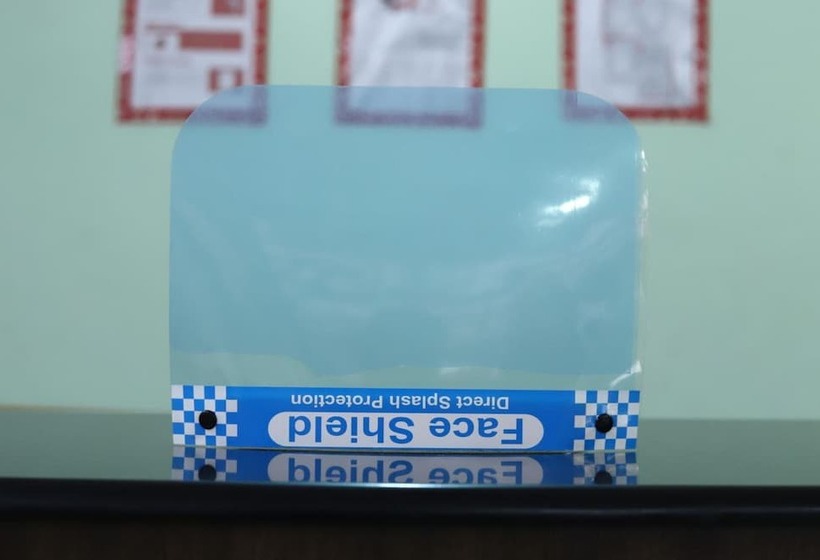 Face Shield
Direct Splash Protection